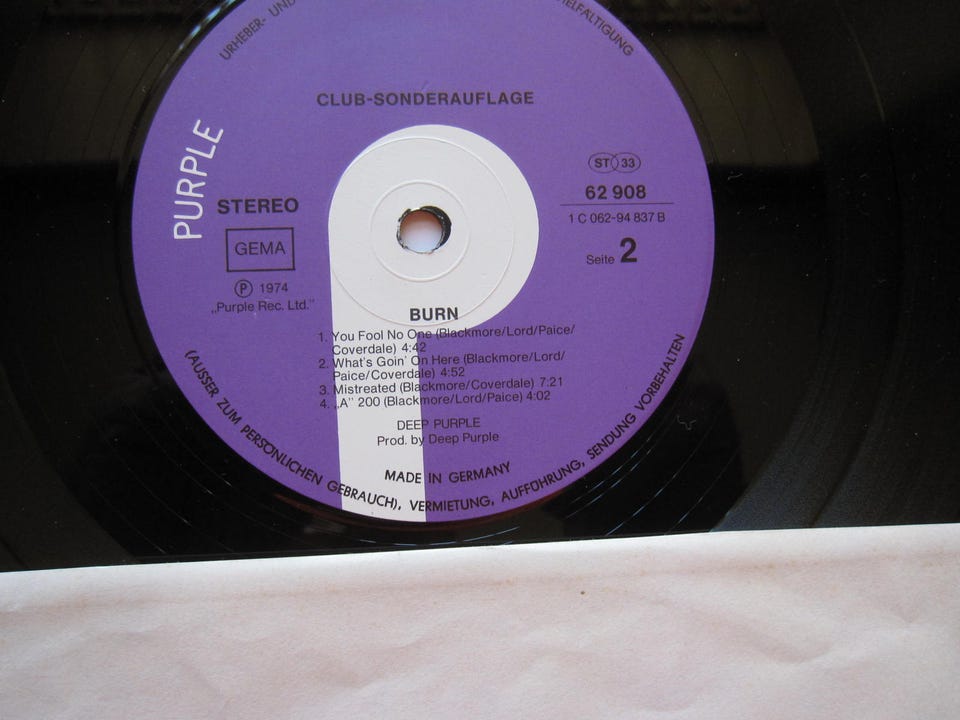 URHEBER- UND
VIELFÄLTIGUNG
CLUB-SONDERAUFLAGE
PURPLE
STEREO
GEMA
Ⓟ 1974
„Purple Rec. Ltd.”
ST 33
62 908
1 C 062-94 837 B
Seite 2
BURN
1. You Fool No One (Blackmore/Lord/Paice/
Coverdale) 4:42
2. What's Goin' On Here (Blackmore/Lord/
Paice/Coverdale) 4:52
3. Mistreated (Blackmore/Coverdale) 7:21
4. „A” 200 (Blackmore/Lord/Paice) 4:02
DEEP PURPLE
Prod. by Deep Purple
MADE IN GERMANY
(AUSSER ZUM PERSÖNLICHEN GEBRAUCH), VERMIETUNG, AUFFÜHRUNG, SENDUNG VORBEHALTEN